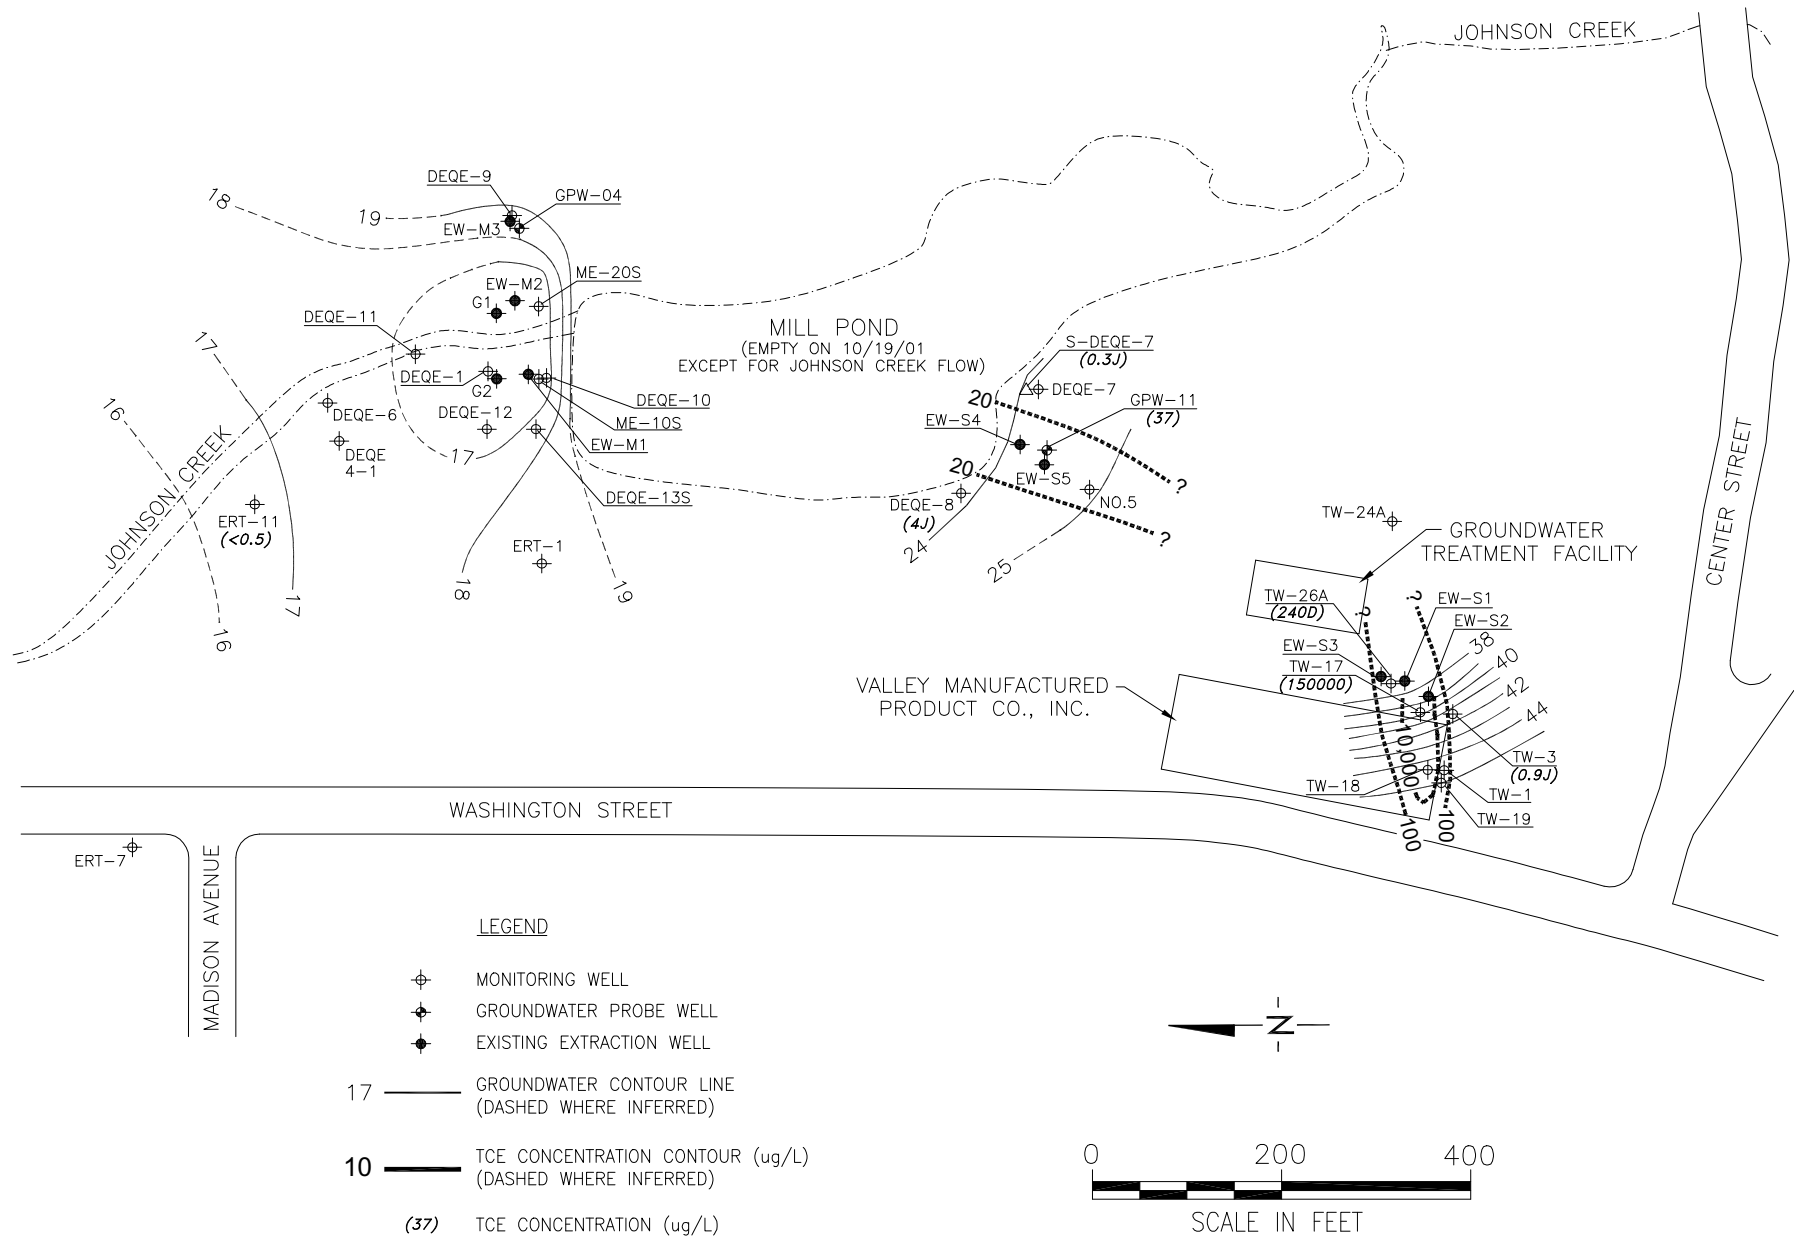 JOHNSON CREEK
DEQE-9
GPW-04
18
19
EW-M3
ME-20S
EW-M2
G1
DEQE-11
17
MILL POND
(EMPTY ON 10/19/01
EXCEPT FOR JOHNSON CREEK FLOW)
S-DEQE-7
(0.3J)
DEQE-1
G2
DEQE-7
DEQE-10
20
GPW-11
(37)
16
DEQE-6
DEQE-12
ME-10S
EW-S4
EW-M1
DEQE
4-1
17
20
EW-S5
CENTER STREET
JOHNSON CREEK
?
DEQE-13S
DEQE-8
(4J)
NO.5
ERT-11
(<0.5)
TW-24A
GROUNDWATER
TREATMENT FACILITY
?
ERT-1
24
25
18
19
17
16
TW-26A
(240D)
?
?
EW-S1
EW-S2
EW-S3
TW-17
(150000)
38
40
42
44
VALLEY MANUFACTURED
PRODUCT CO., INC.
10,000
TW-3
(0.9J)
TW-18
TW-1
TW-19
100
100
WASHINGTON STREET
ERT-7
MADISON AVENUE
LEGEND
MONITORING WELL
GROUNDWATER PROBE WELL
EXISTING EXTRACTION WELL
17
GROUNDWATER CONTOUR LINE
(DASHED WHERE INFERRED)
10
TCE CONCENTRATION CONTOUR (ug/L)
(DASHED WHERE INFERRED)
(37)
TCE CONCENTRATION (ug/L)
N
0
200
400
SCALE IN FEET